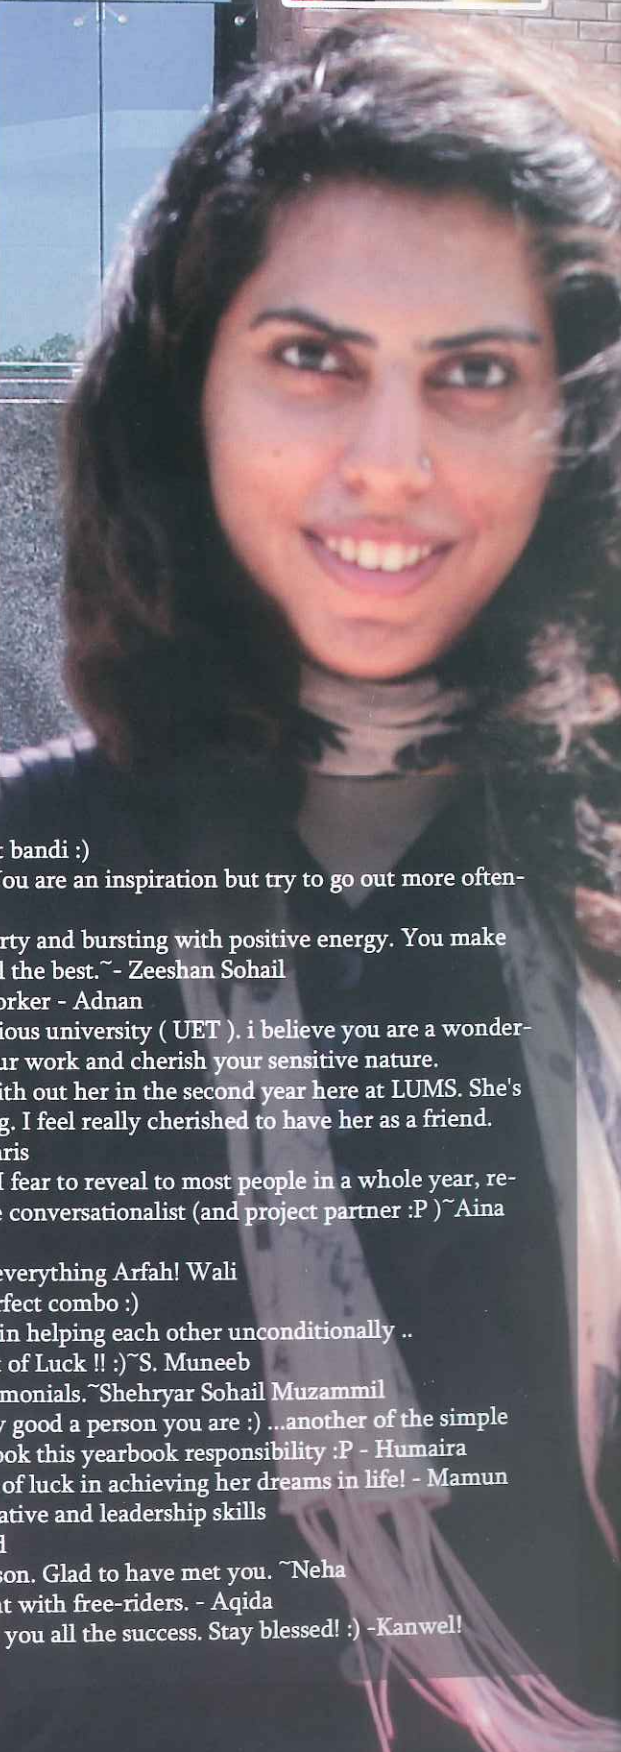 t bandi :)
You are an inspiration but try to go out more often-
rty and bursting with positive energy. You make
l the best.~- Zeeshan Sohail
orker - Adnan
ious university ( UET ). i believe you are a wonder-
ur work and cherish your sensitive nature.
ith out her in the second year here at LUMS. She's
g. I feel really cherished to have her as a friend.
aris
I fear to reveal to most people in a whole year, re-
e conversationalist (and project partner :P )~Aina
everything Arfah! Wali
rfect combo :)
in helping each other unconditionally ..
t of Luck !! :)~S. Muneeb
monials.~Shehryar Sohail Muzammil
y good a person you are :) ...another of the simple
ook this yearbook responsibility :P - Humaira
of luck in achieving her dreams in life! - Mamun
ative and leadership skills
d
son. Glad to have met you. ~Neha
nt with free-riders. - Aqida
you all the success. Stay blessed! :) -Kanwel!